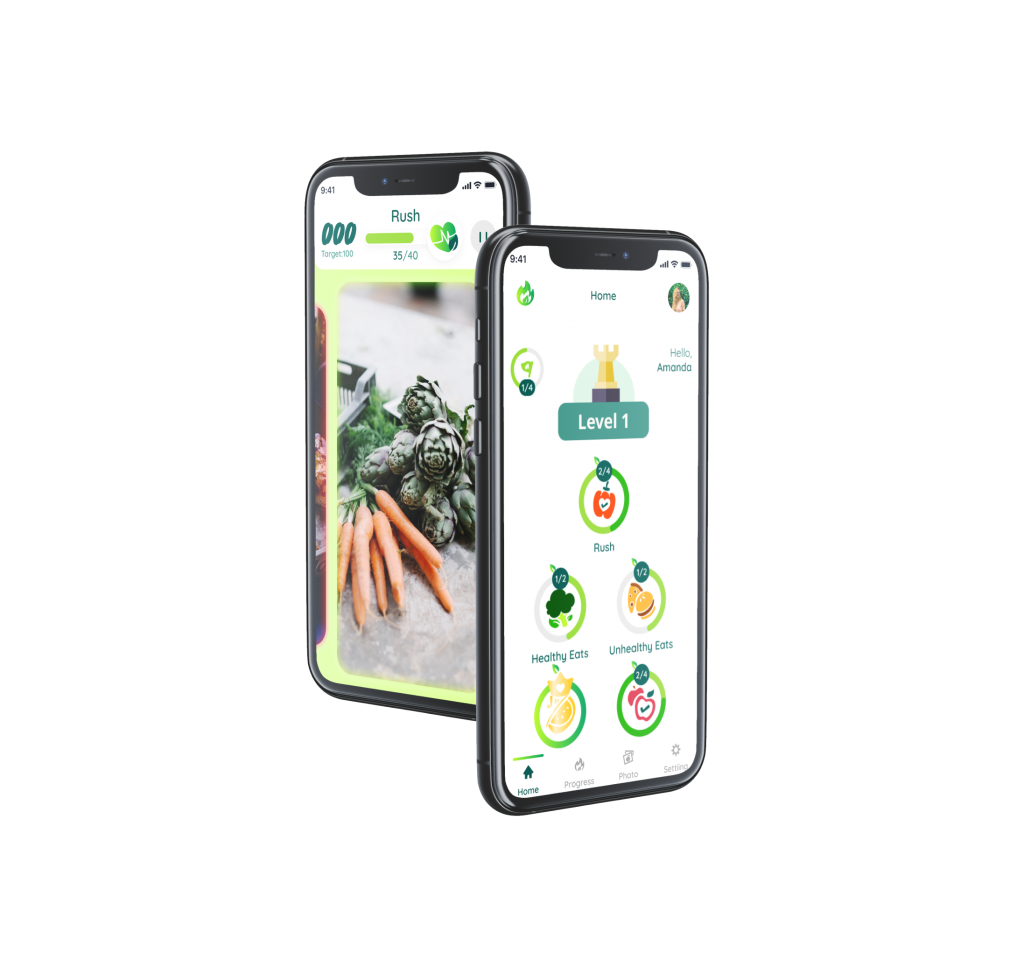 9:41
Rush
000
Target:100
35/40
9:41
Home
Hello,
Amanda
1/4
Level 1
2/4
Rush
1/2
1/2
Healthy Eats
Unhealthy Eats
2/4
Home
Progress
Photo
Settiing